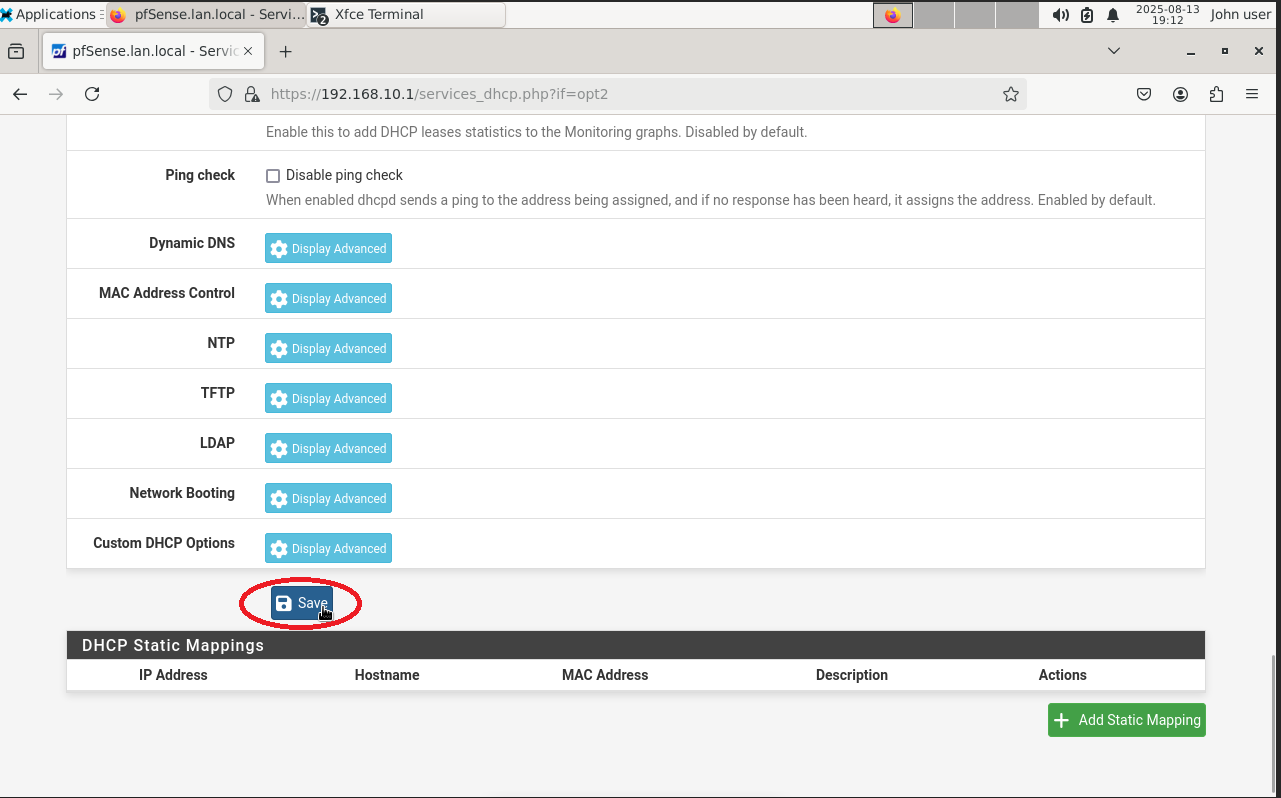 Applications
pfSense.lan.local - Servi...
Xfce Terminal
2025-08-13
19:12
John user
pfSense.lan.local - Servic
https://192.168.10.1/services_dhcp.php?if=opt2
Enable this to add DHCP leases statistics to the Monitoring graphs. Disabled by default.
Ping check
Disable ping check
When enabled dhcpd sends a ping to the address being assigned, and if no response has been heard, it assigns the address. Enabled by default.
Dynamic DNS
Display Advanced
MAC Address Control
Display Advanced
NTP
Display Advanced
TFTP
Display Advanced
LDAP
Display Advanced
Network Booting
Display Advanced
Custom DHCP Options
Display Advanced
Save
DHCP Static Mappings
IP Address
Hostname
MAC Address
Description
Actions
Add Static Mapping